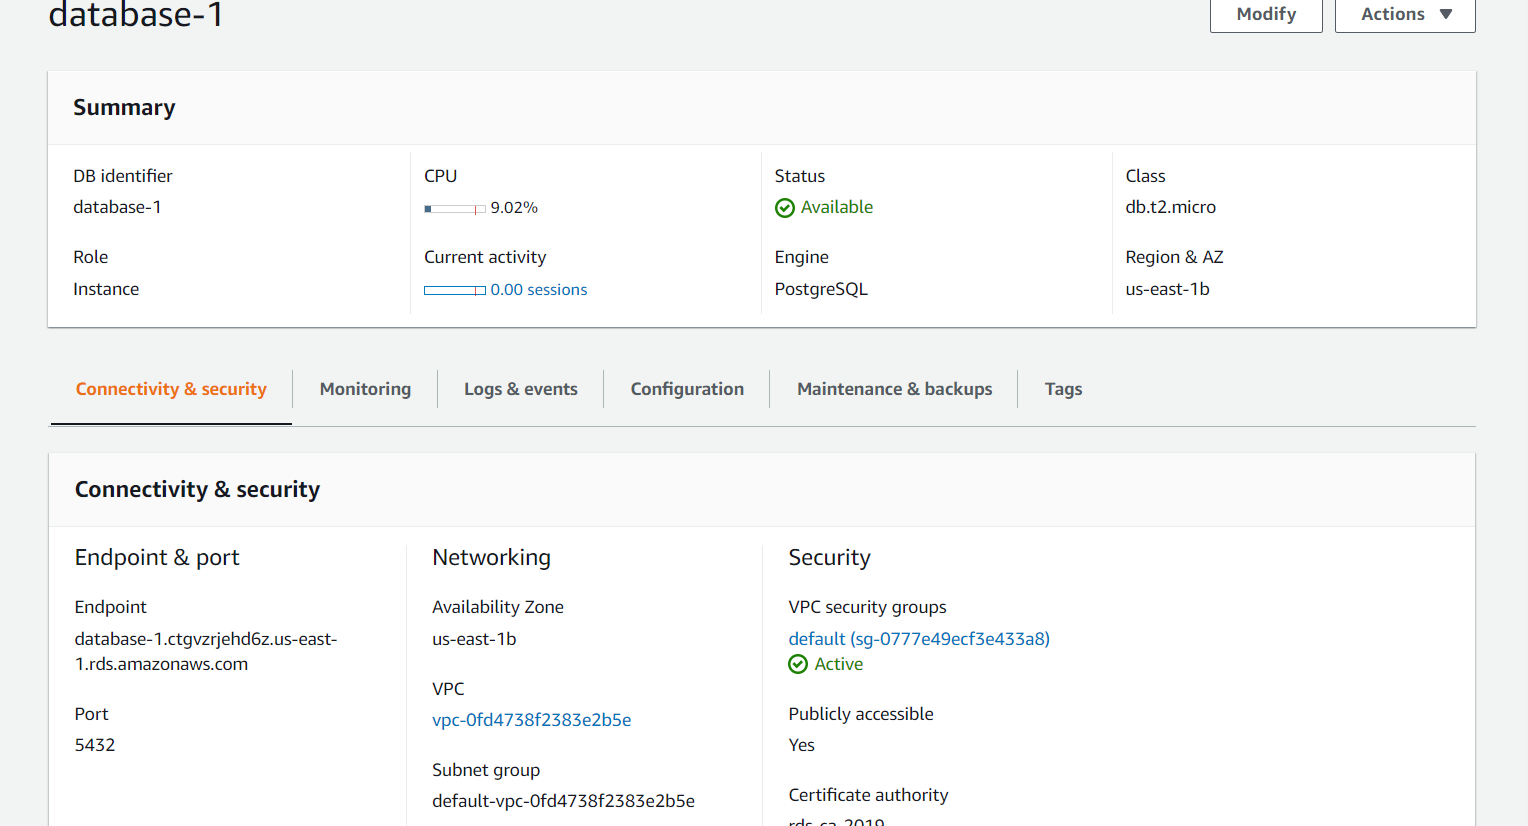 database-1
Modify
Actions
Summary
DB identifier
database-1
CPU
9.02%
Status
Available
Class
db.t2.micro
Role
Instance
Current activity
0.00 sessions
Engine
PostgreSQL
Region & AZ
us-east-1b
Connectivity & security
Monitoring
Logs & events
Configuration
Maintenance & backups
Tags
Connectivity & security
Endpoint & port
Endpoint
database-1.ctgvzrjehd6z.us-east-
1.rds.amazonaws.com
Port
5432
Networking
Availability Zone
us-east-1b
VPC
vpc-0fd4738f2383e2b5e
Subnet group
default-vpc-0fd4738f2383e2b5e
Security
VPC security groups
default (sg-0777e49ecf3e433a8)
Active
Publicly accessible
Yes
Certificate authority
rds-ca-2019